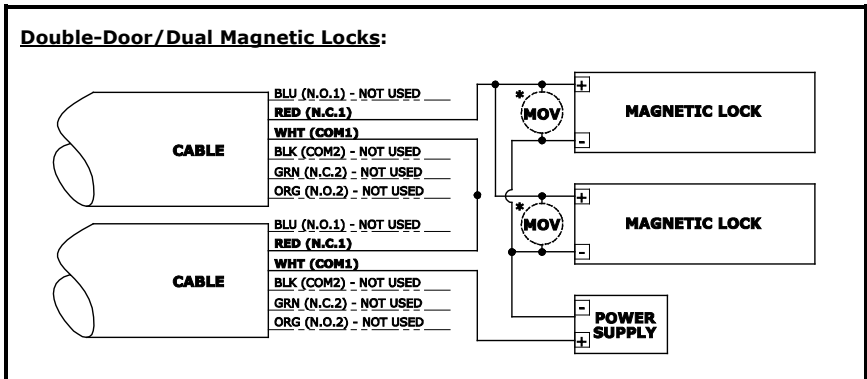 Double-Door/Dual Magnetic Locks:
BLU (N.O.1) - NOT USED
RED (N.C.1)
WHT (COM1)
CABLE
BLK (COM2) - NOT USED
GRN (N.C.2) - NOT USED
ORG (N.O.2) - NOT USED
* MOV
+
-
MAGNETIC LOCK
BLU (N.O.1) - NOT USED
RED (N.C.1)
WHT (COM1)
CABLE
BLK (COM2) - NOT USED
GRN (N.C.2) - NOT USED
ORG (N.O.2) - NOT USED
* MOV
+
-
MAGNETIC LOCK
-
+
POWER
SUPPLY